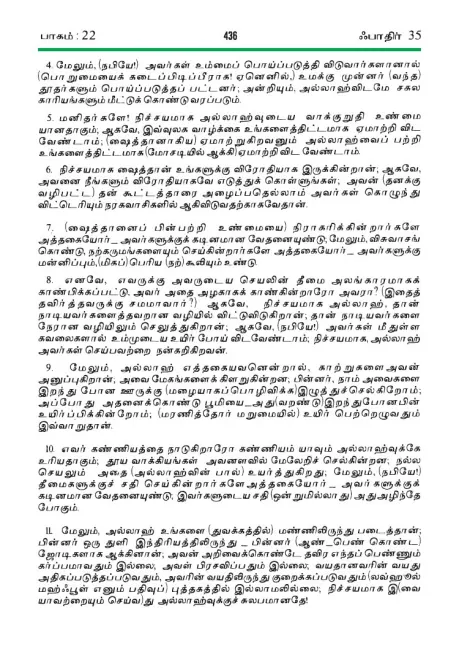 பாகம் : 22 436 ஃபாதிர் 35
4. மேலும், (நபியே!) அவர்கள் உம்மைப் பொய்ப்படுத்தி விடுவார்களானால்
(பொறுமையைக் கடைப்பிடிப்பீராக! ஏனெனில்,) உமக்கு முன்னர் (வந்த)
தூதர்களும் பொய்ப்படுத்தப் பட்டனர்; அன்றியும், அல்லாஹ்விடமே சகல
காரியங்களும் மீட்டுக் கொண்டு வரப்படும்.
5. மனிதர்களே! நிச்சயமாக அல்லாஹ்வுடைய வாக்குறுதி உண்மை
யானதாகும்; ஆகவே, இவ்வுலக வாழ்க்கை உங்களைத்திட்டமாக ஏமாற்றி விட
வேண்டாம்; (ஷைத்தானாகிய) ஏமாற்றுகிறவனும் அல்லாஹ்வைப் பற்றி
உங்களைத்திட்டமாக (மோசடியில் ஆக்கி) ஏமாற்றி விட வேண்டாம்.
6. நிச்சயமாக ஷைத்தான் உங்களுக்கு விரோதியாக இருக்கின்றான்; ஆகவே,
அவனை நீங்களும் விரோதியாகவே எடுத்துக் கொள்ளுங்கள்; அவன் (தனக்கு
வழிபட்ட) தன் கூட்டத்தாரை அழைப்பதெல்லாம் அவர்கள் கொழுந்து
விட்டெரியும் நரகவாசிகளில் ஆகிவிடுவதற்காகவேதான்.
7. (ஷைத்தானைப் பின்பற்றி உண்மையை) நிராகரிக்கின்றார்களே
அத்தகையோர் _ அவர்களுக்குக் கடினமான வேதனையுண்டு; மேலும், விசுவாசங்
கொண்டு, நற்கருமங்களையும் செய்கின்றார்களே அத்தகையோர் _ அவர்களுக்கு
மன்னிப்பும், (மிகப்) பெரிய (நற்) கூலியும் உண்டு.
8. எனவே, எவருக்கு அவருடைய செயலின் தீமை அலங்காரமாகக்
காண்பிக்கப்பட்டு, அவர் அதை அழகாகக் காண்கின்றாரோ அவரா? (இதைத்
தவிர்த்தவருக்கு சமமாவார்?) ஆகவே, நிச்சயமாக அல்லாஹ், தான்
நாடியவர்களைத்தவறான வழியில் விட்டுவிடுகிறான்; தான் நாடியவர்களை
நேரான வழியிலும் செலுத்துகிறான்; ஆகவே, (நபியே!) அவர்கள் மீதுள்ள
கவலைகளால் உம்முடைய உயிர் போய் விடவேண்டாம்; நிச்சயமாக, அல்லாஹ்
அவர்கள் செய்பவற்றை நன்கறிகிறவன்.
9. மேலும், அல்லாஹ் எத்தகையவனென்றால், காற்றுகளை அவன்
அனுப்புகிறான்; அவை மேகங்களைக் கிளறுகின்றன; பின்னர், நாம் அவைகளை
இறந்து போன ஊருக்கு (மழையாகப்பொழிவிக்க) இழுத்துச் செல்கிறோம்;
அப்போது அதனைக்கொண்டு பூமியை_அது(வறண்டு) இறந்துபோனபின்
உயிர்ப்பிக்கின்றோம்; (மரணித்தோர் மறுமையில்) உயிர் பெற்றெழுவதும்
இவ்வாறுதான்.
10. எவர் கண்ணியத்தை நாடுகிறாரோ கண்ணியம் யாவும் அல்லாஹ்வுக்கே
உரியதாகும்; தூய வாக்கியங்கள் அவனளவில் மேலேறிச் செல்கின்றன; நல்ல
செயலும் அதை (அல்லாஹ்வின் பால்) உயர்த்துகிறது; மேலும், (நபியே!)
தீமைகளுக்குச் சதி செய்கின்றார்களே அத்தகையோர் _ அவர்களுக்குக்
கடினமான வேதனையுண்டு; இவர்களுடைய சதி (ஒன்றுமில்லாது) அது அழிந்தே
போகும்.
11. மேலும், அல்லாஹ் உங்களை (துவக்கத்தில்) மண்ணிலிருந்து படைத்தான்;
பின்னர் ஒரு துளி இந்திரியத்திலிருந்து _ பின்னர் (ஆண்_பெண் கொண்ட)
ஜோடிகளாக ஆக்கினான்; அவன் அறிவைக்கொண்டே தவிர எந்தப் பெண்ணும்
கர்ப்பமாவதும் இல்லை; அவள் பிரசவிப்பதும் இல்லை; வயதானவரின் வயது
அதிகப்படுத்தப்படுவதும், அவரின் வயதிலிருந்து குறைக்கப்படுவதும் (லவ்ஹூல்
மஹ்ஃபூள் எனும் பதிவுப்) புத்தகத்தில் இல்லாமலில்லை; நிச்சயமாக இ(வை
யாவற்றையும் செய்வ)து அல்லாஹ்வுக்குச் சுலபமானதே!